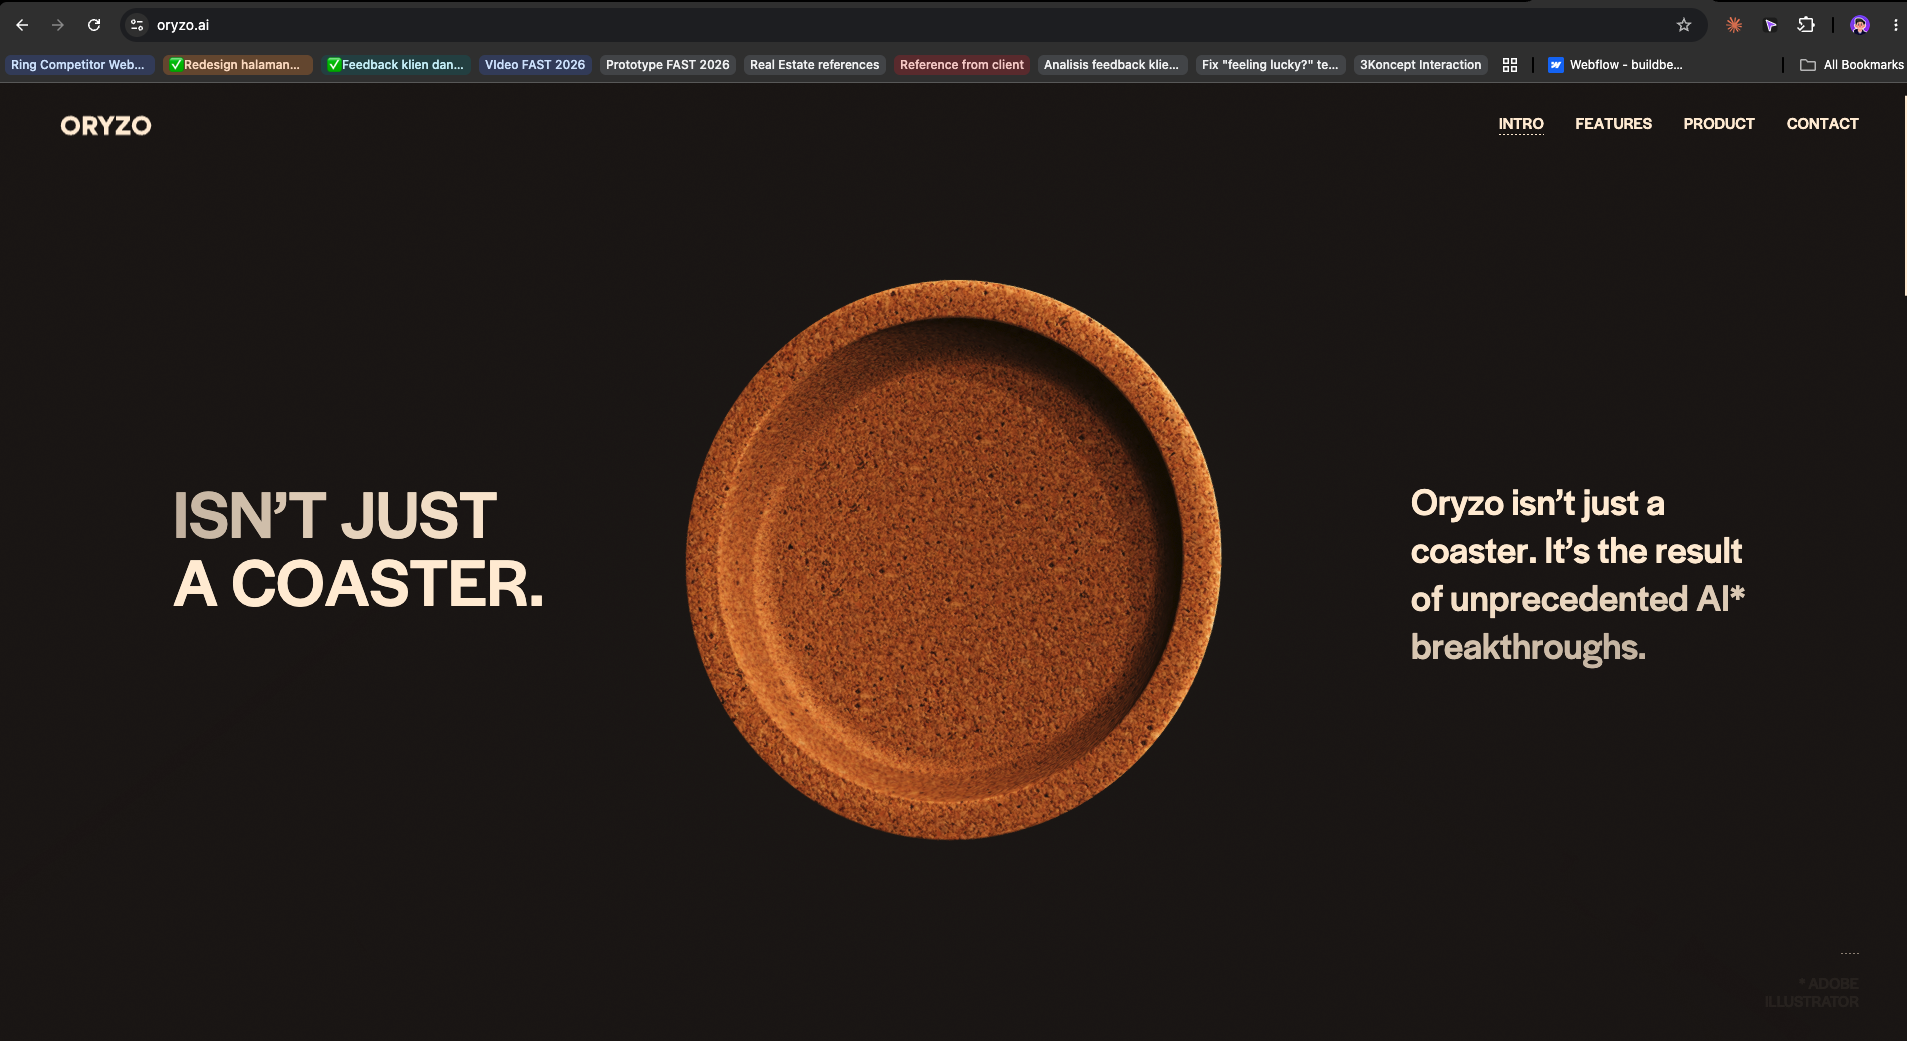 oryzo.ai
Ring Competitor Web...
✅Redesign halaman...
✅Feedback klien dan...
VIdeo FAST 2026
Prototype FAST 2026
Real Estate references
Reference from client
Analisis feedback klie...
Fix "feeling lucky?" te...
3Koncept Interaction
Webflow - buildbe...
All Bookmarks
ORYZO
INTRO
FEATURES
PRODUCT
CONTACT
ISN’T JUST
A COASTER.
Oryzo isn’t just a
coaster. It’s the result
of unprecedented AI*
breakthroughs.
* ADOBE
ILLUSTRATOR